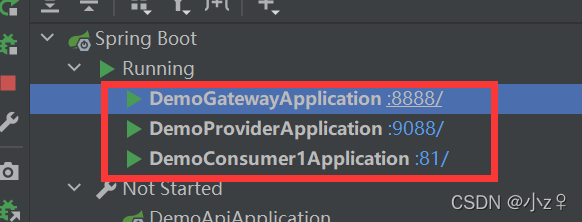 Spring Boot
Running
DemoGatewayApplication :8888/
DemoProviderApplication :9088/
DemoConsumer1Application :81/
Not Started
DemoApiApplication
CSDN @小z♀